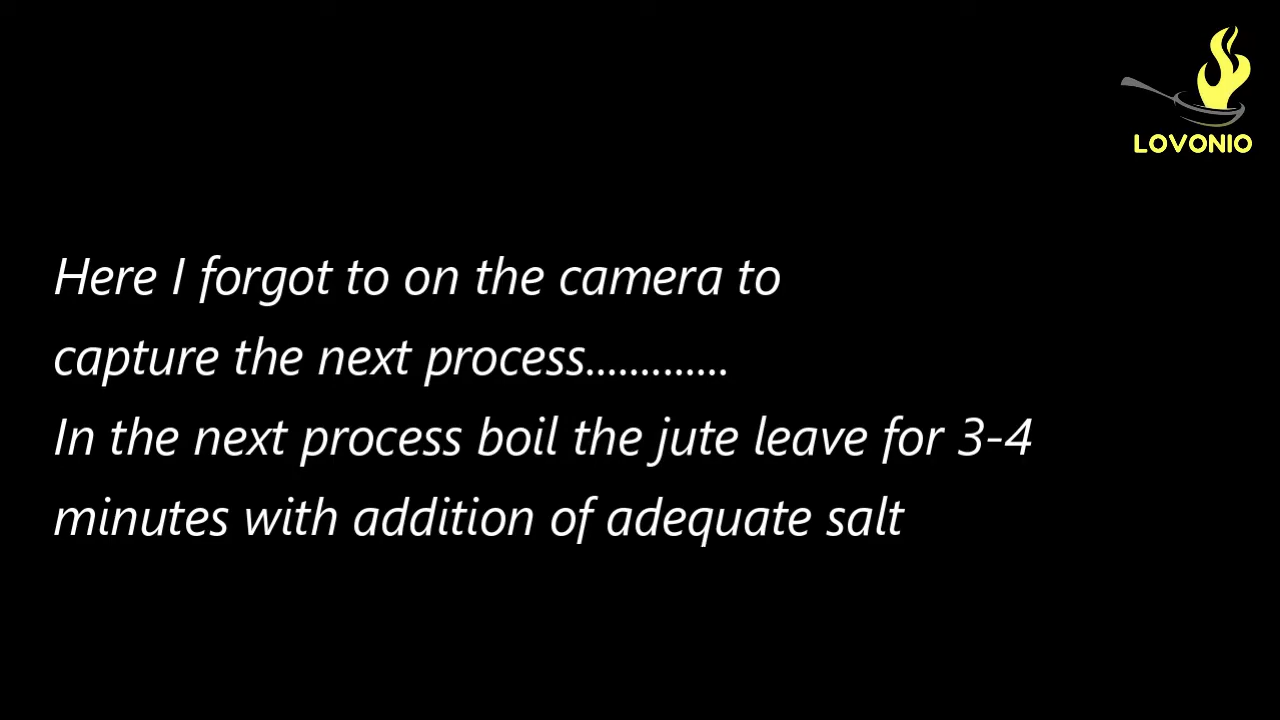 LOVONIO
Here I forgot to on the camera to
capture the next process.............
In the next process boil the jute leave for 3-4
minutes with addition of adequate salt